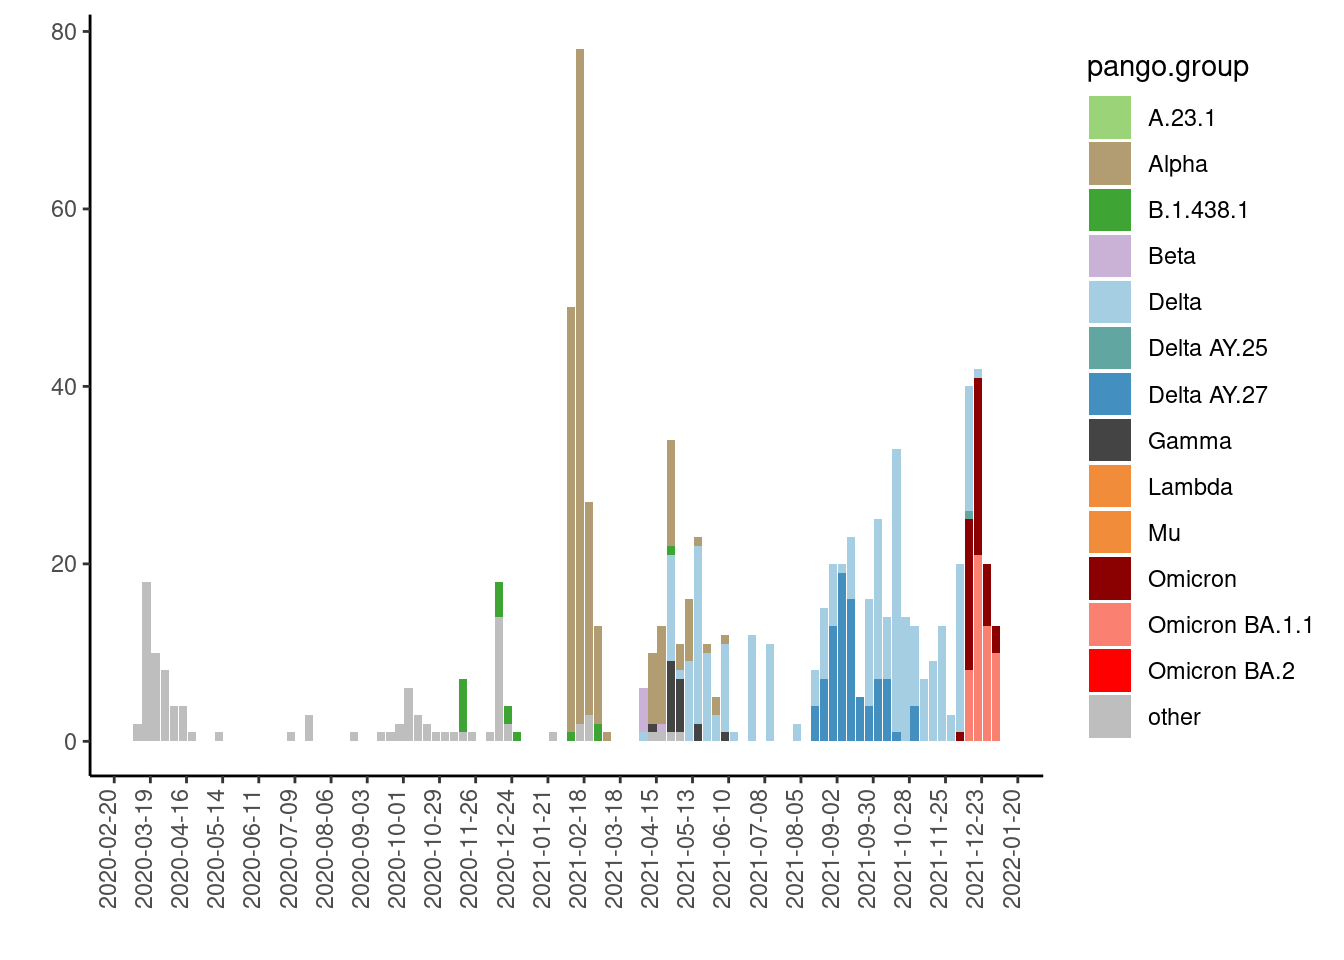 80
60
40
20
0
2020-02-20
2020-03-19
2020-04-16
2020-05-14
2020-06-11
2020-07-09
2020-08-06
2020-09-03
2020-10-01
2020-10-29
2020-11-26
2020-12-24
2021-01-21
2021-02-18
2021-03-18
2021-04-15
2021-05-13
2021-06-10
2021-07-08
2021-08-05
2021-09-02
2021-09-30
2021-10-28
2021-11-25
2021-12-23
2022-01-20
pango.group
A.23.1
Alpha
B.1.438.1
Beta
Delta
Delta AY.25
Delta AY.27
Gamma
Lambda
Mu
Omicron
Omicron BA.1.1
Omicron BA.2
other